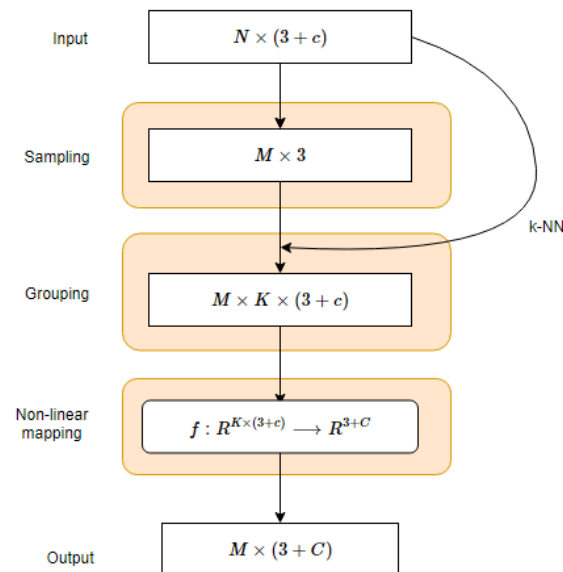 Input
N × (3 + c)
Sampling
M × 3
k-NN
Grouping
M × K × (3 + c)
Non-linear
mapping
f : R^{K×(3+c)} ⟶ R^{3+C}
Output
M × (3 + C)